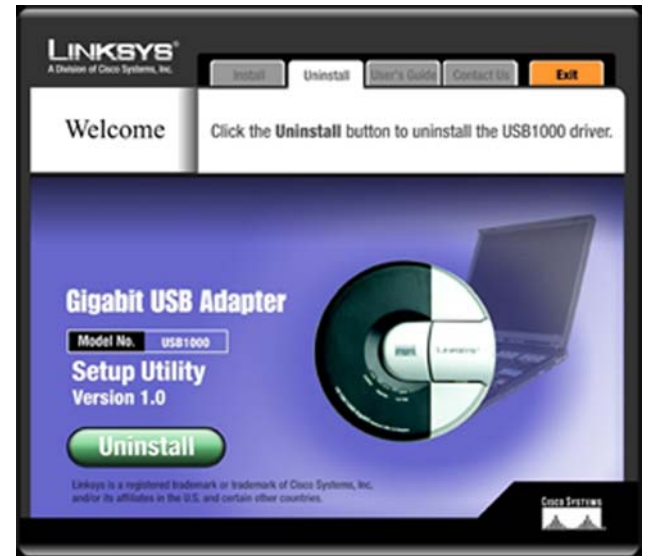 LINKSYS®
A Division of Cisco Systems, Inc.
Install
Uninstall
User's Guide
Contact Us
Exit
Welcome
Click the Uninstall button to uninstall the USB1000 driver.
Gigabit USB Adapter
Model No. USB1000
Setup Utility
Version 1.0
Uninstall
Linksys is a registered trademark or trademark of Cisco Systems, Inc.
and/or its affiliates in the U.S. and certain other countries.
CISCO SYSTEMS